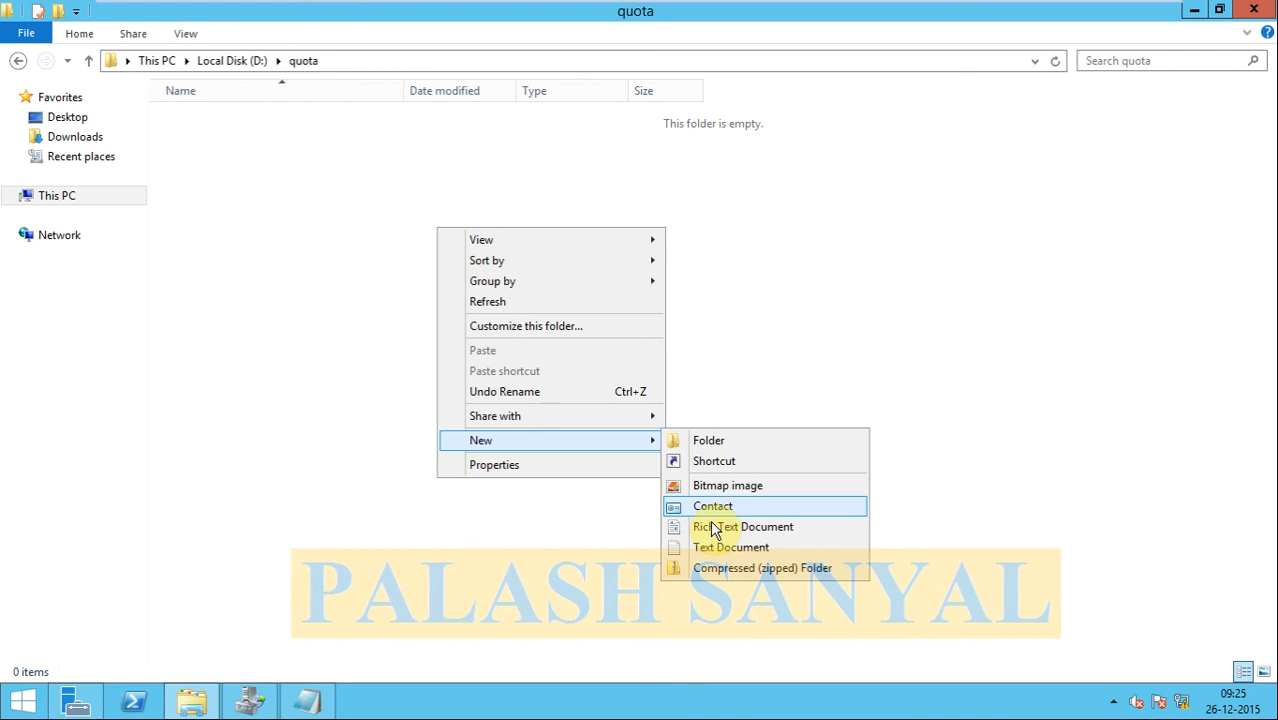 quota
File Home Share View
This PC Local Disk (D:) quota
Search quota
Name Date modified Type Size
This folder is empty.
Favorites
Desktop
Downloads
Recent places
This PC
Network
View
Sort by
Group by
Refresh
Customize this folder...
Paste
Paste shortcut
Undo Rename Ctrl+Z
Share with
New
Properties
Folder
Shortcut
Bitmap image
Contact
Rich Text Document
Text Document
Compressed (zipped) Folder
PALASH SANYAL
0 items
09:25
26-12-2015